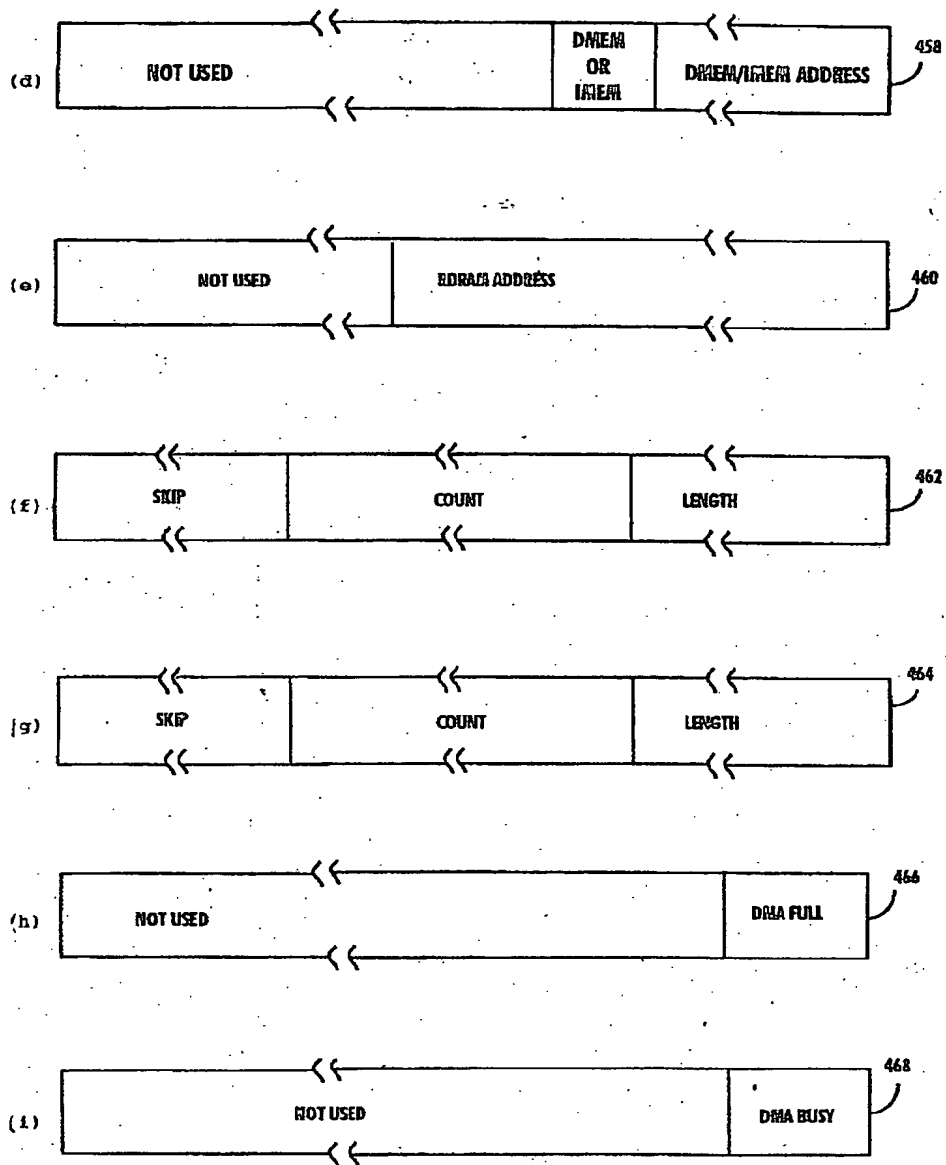 (d)
NOT USED
DMEM
OR
IMEM
DMEM/IMEM ADDRESS
458
(e)
NOT USED
RDRAM ADDRESS
460
(f)
SKIP
COUNT
LENGTH
462
(g)
SKIP
COUNT
LENGTH
464
(h)
NOT USED
DMA FULL
466
(i)
NOT USED
DMA BUSY
468